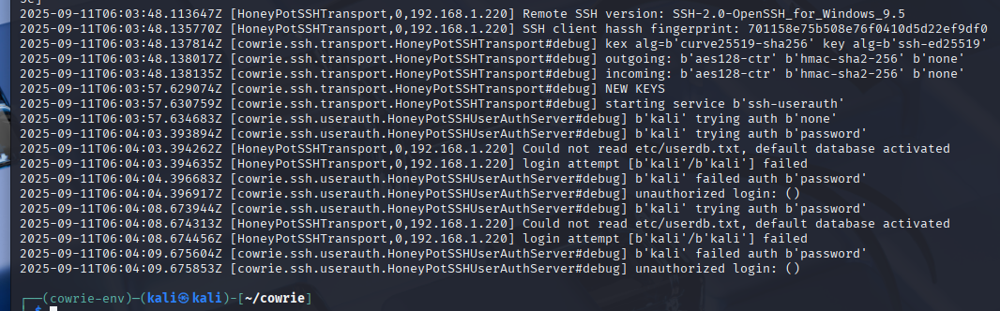 se]
2025-09-11T06:03:48.113647Z [HoneyPotSSHTransport,0,192.168.1.220] Remote SSH version: SSH-2.0-OpenSSH_for_Windows_9.5
2025-09-11T06:03:48.135770Z [HoneyPotSSHTransport,0,192.168.1.220] SSH client hassh fingerprint: 701158e75b508e76f0410d5d22ef9df0
2025-09-11T06:03:48.137814Z [cowrie.ssh.transport.HoneyPotSSHTransport#debug] kex alg=b'curve25519-sha256' key alg=b'ssh-ed25519'
2025-09-11T06:03:48.138017Z [cowrie.ssh.transport.HoneyPotSSHTransport#debug] outgoing: b'aes128-ctr' b'hmac-sha2-256' b'none'
2025-09-11T06:03:48.138135Z [cowrie.ssh.transport.HoneyPotSSHTransport#debug] incoming: b'aes128-ctr' b'hmac-sha2-256' b'none'
2025-09-11T06:03:57.629074Z [cowrie.ssh.transport.HoneyPotSSHTransport#debug] NEW KEYS
2025-09-11T06:03:57.630759Z [cowrie.ssh.transport.HoneyPotSSHTransport#debug] starting service b'ssh-userauth'
2025-09-11T06:03:57.634683Z [cowrie.ssh.userauth.HoneyPotSSHUserAuthServer#debug] b'kali' trying auth b'none'
2025-09-11T06:04:03.393894Z [cowrie.ssh.userauth.HoneyPotSSHUserAuthServer#debug] b'kali' trying auth b'password'
2025-09-11T06:04:03.394262Z [HoneyPotSSHTransport,0,192.168.1.220] Could not read etc/userdb.txt, default database activated
2025-09-11T06:04:03.394635Z [HoneyPotSSHTransport,0,192.168.1.220] login attempt [b'kali'/b'kali'] failed
2025-09-11T06:04:04.396683Z [cowrie.ssh.userauth.HoneyPotSSHUserAuthServer#debug] b'kali' failed auth b'password'
2025-09-11T06:04:04.396917Z [cowrie.ssh.userauth.HoneyPotSSHUserAuthServer#debug] unauthorized login: ()
2025-09-11T06:04:08.673944Z [cowrie.ssh.userauth.HoneyPotSSHUserAuthServer#debug] b'kali' trying auth b'password'
2025-09-11T06:04:08.674313Z [HoneyPotSSHTransport,0,192.168.1.220] Could not read etc/userdb.txt, default database activated
2025-09-11T06:04:08.674456Z [HoneyPotSSHTransport,0,192.168.1.220] login attempt [b'kali'/b'kali'] failed
2025-09-11T06:04:09.675604Z [cowrie.ssh.userauth.HoneyPotSSHUserAuthServer#debug] b'kali' failed auth b'password'
2025-09-11T06:04:09.675853Z [cowrie.ssh.userauth.HoneyPotSSHUserAuthServer#debug] unauthorized login: ()
┌──(cowrie-env)─(kali㉿kali)-[~/cowrie]
└─$